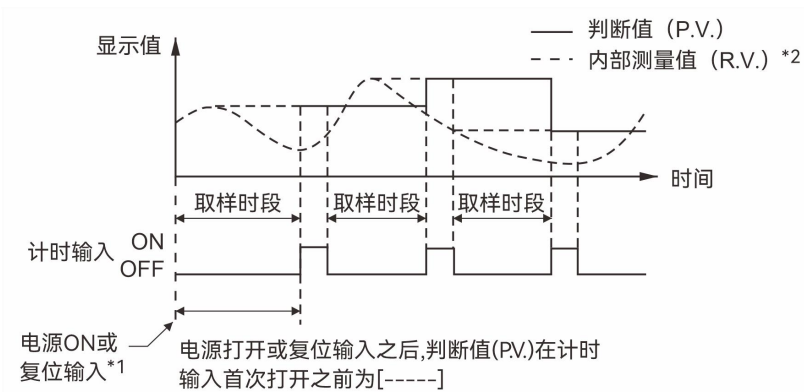 显示值
判断值（P.V.）
内部测量值（R.V.）*2
时间
取样时段 取样时段 取样时段
计时输入 ON
OFF
电源ON或
复位输入*1
电源打开或复位输入之后,判断值(P.V.)在计时
输入首次打开之前为[-----]